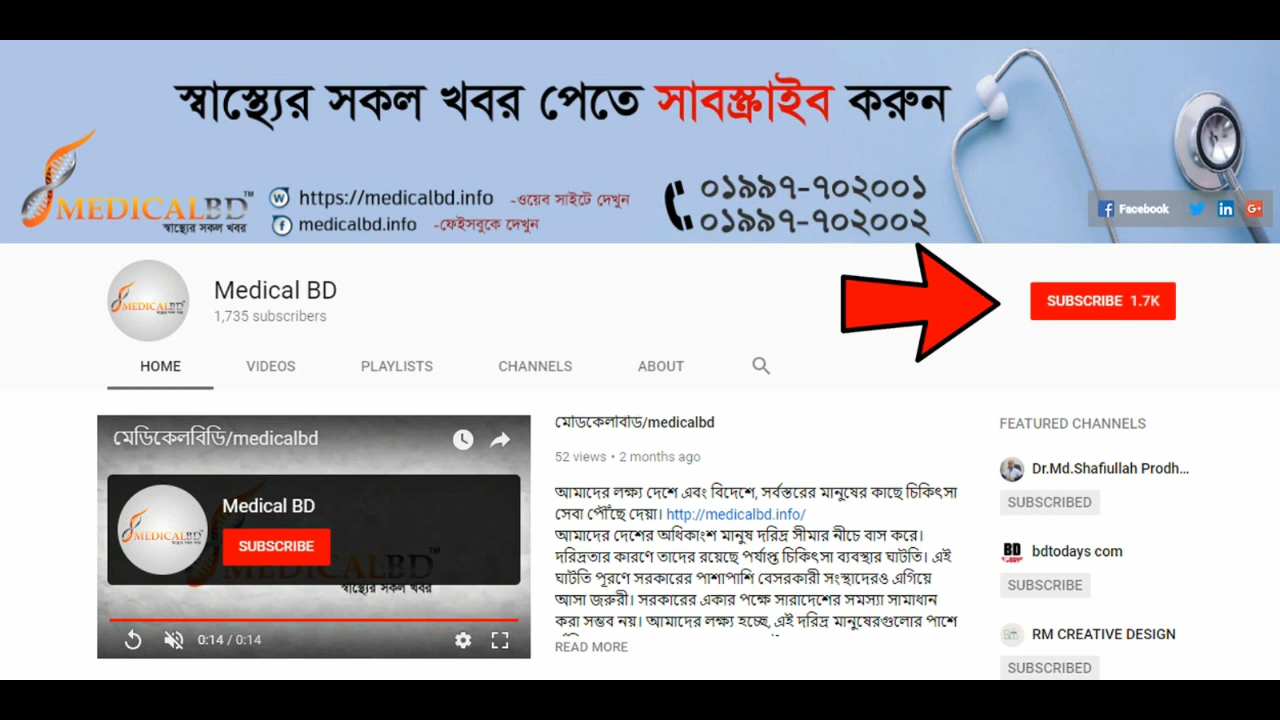 স্বাস্থ্যের সকল খবর পেতে সাবস্ক্রাইব করুন
MEDICALBD™
স্বাস্থ্যের সকল খবর
https://medicalbd.info -ওয়েব সাইটে দেখুন
medicalbd.info -ফেইসবুকে দেখুন
০১৯৯৭-৭০২০০১
০১৯৯৭-৭০২০০২
Facebook
Medical BD
1,735 subscribers
SUBSCRIBE 1.7K
HOME VIDEOS PLAYLISTS CHANNELS ABOUT
মেডিকেলবিডি/medicalbd
Medical BD
SUBSCRIBE
স্বাস্থ্যের সকল খবর
0:14 / 0:14
মেডিকেলবিডি/medicalbd
52 views • 2 months ago
আমাদের লক্ষ্য দেশে এবং বিদেশে, সর্বস্তরের মানুষের কাছে চিকিৎসা
সেবা পৌঁছে দেয়া। http://medicalbd.info/
আমাদের দেশের অধিকাংশ মানুষ দরিদ্র সীমার নীচে বাস করে।
দরিদ্রতার কারণে তাদের রয়েছে পর্যাপ্ত চিকিৎসা ব্যবস্থার ঘাটতি। এই
ঘাটতি পূরণে সরকারের পাশাপাশি বেসরকারী সংস্থাদেরও এগিয়ে
আসা জরুরী। সরকারের একার পক্ষে সারাদেশের সমস্যা সামাধান
করা সম্ভব নয়। আমাদের লক্ষ্য হচ্ছে, এই দরিদ্র মানুষেরগুলোর পাশে
READ MORE
FEATURED CHANNELS
Dr.Md.Shafiullah Prodh...
SUBSCRIBED
bdtodays com
SUBSCRIBE
RM CREATIVE DESIGN
SUBSCRIBED